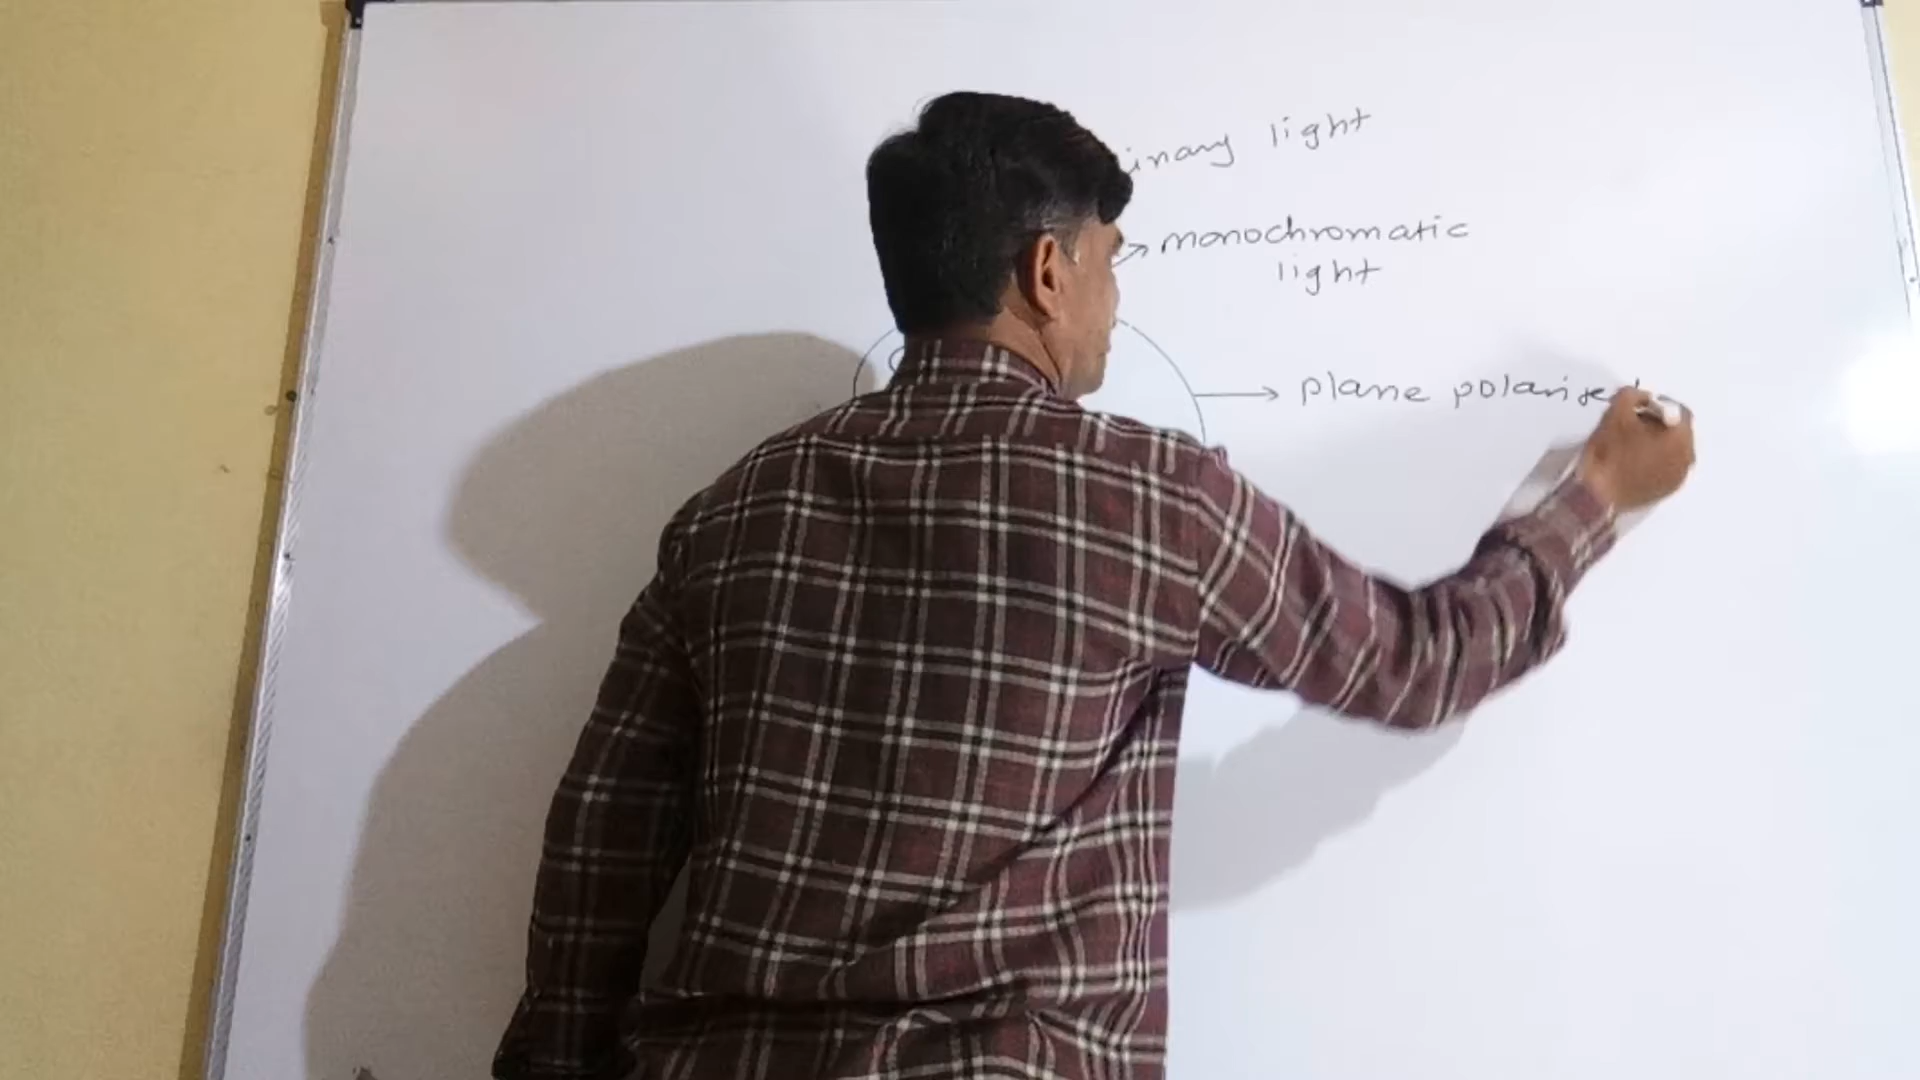 inary light
monochromatic
light
plane polarised